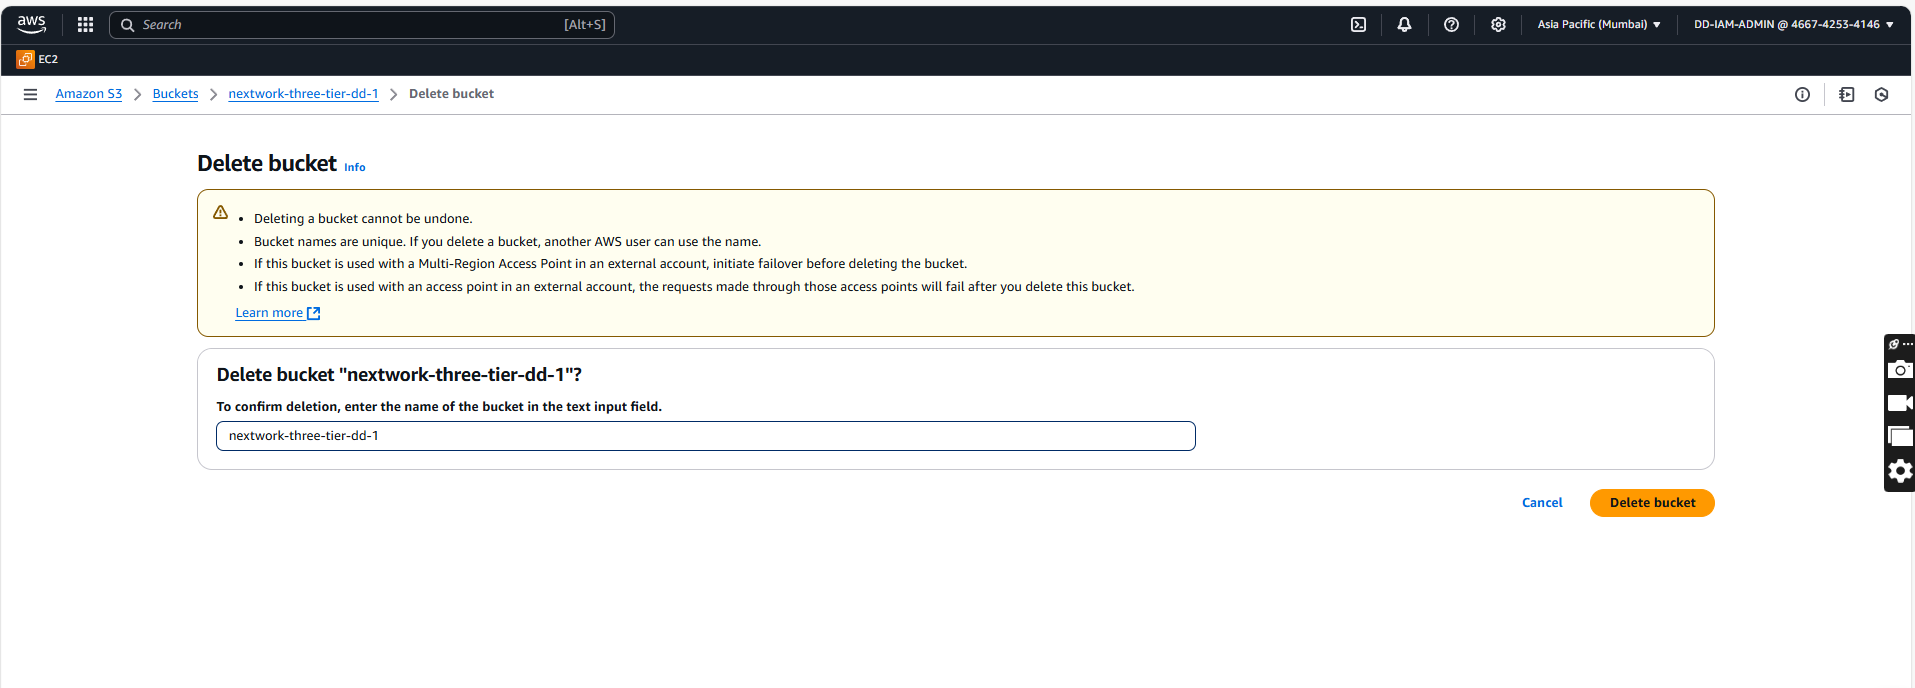 aws
Search [Alt+S]
Asia Pacific (Mumbai) DD-IAM-ADMIN @ 4667-4253-4146
EC2
Amazon S3 > Buckets > nextwork-three-tier-dd-1 > Delete bucket
Delete bucket Info
• Deleting a bucket cannot be undone.
• Bucket names are unique. If you delete a bucket, another AWS user can use the name.
• If this bucket is used with a Multi-Region Access Point in an external account, initiate failover before deleting the bucket.
• If this bucket is used with an access point in an external account, the requests made through those access points will fail after you delete this bucket.
Learn more
Delete bucket "nextwork-three-tier-dd-1"?
To confirm deletion, enter the name of the bucket in the text input field.
nextwork-three-tier-dd-1
Cancel Delete bucket